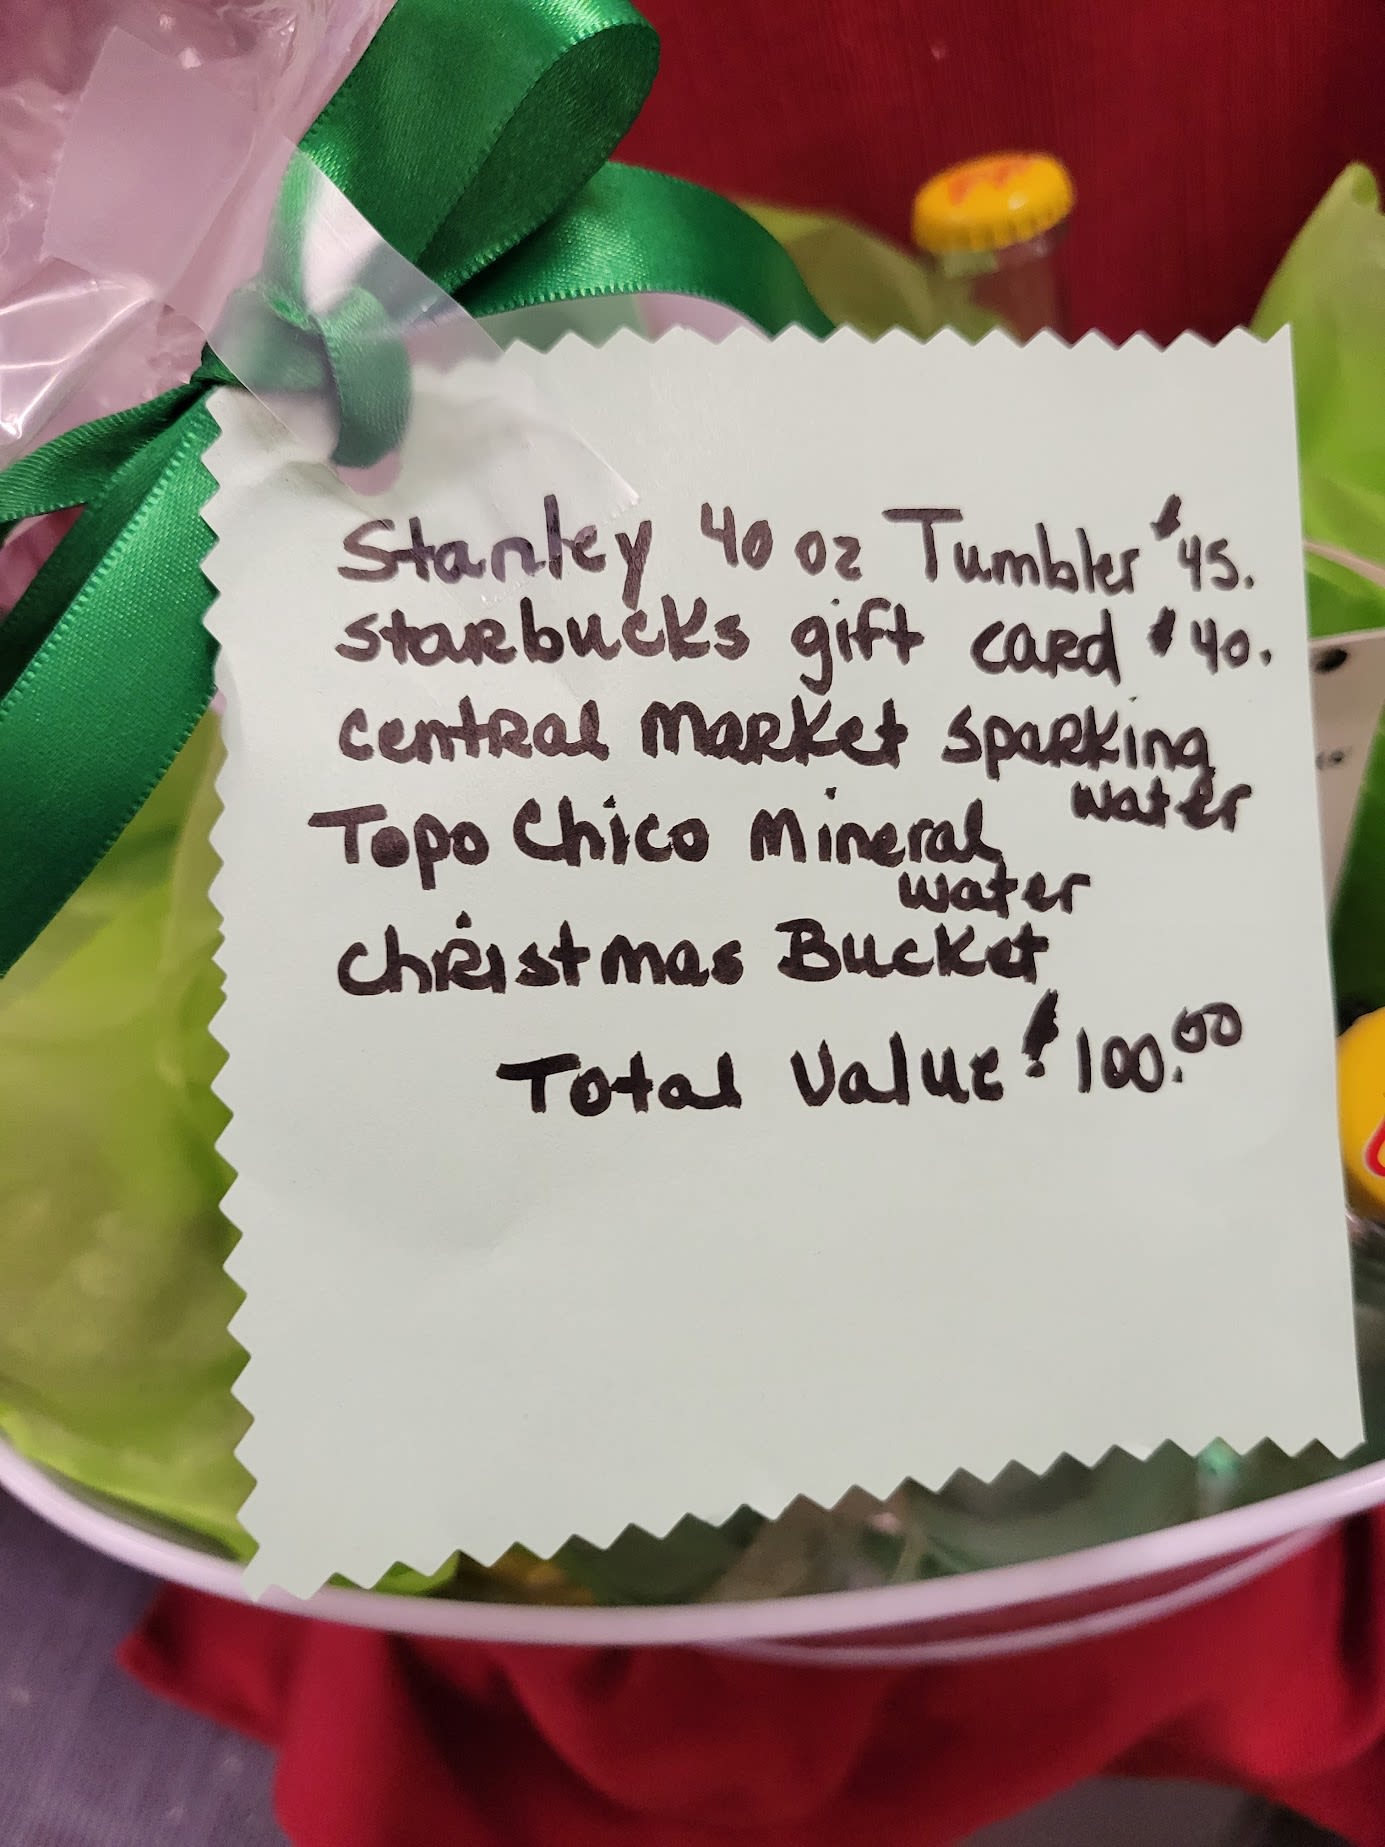 Stanley 40 oz Tumbler $45.
Starbucks gift card $40.
Central Market Sparking
Water
Topo Chico Mineral
Water
Christmas Bucket
Total Value $100.00